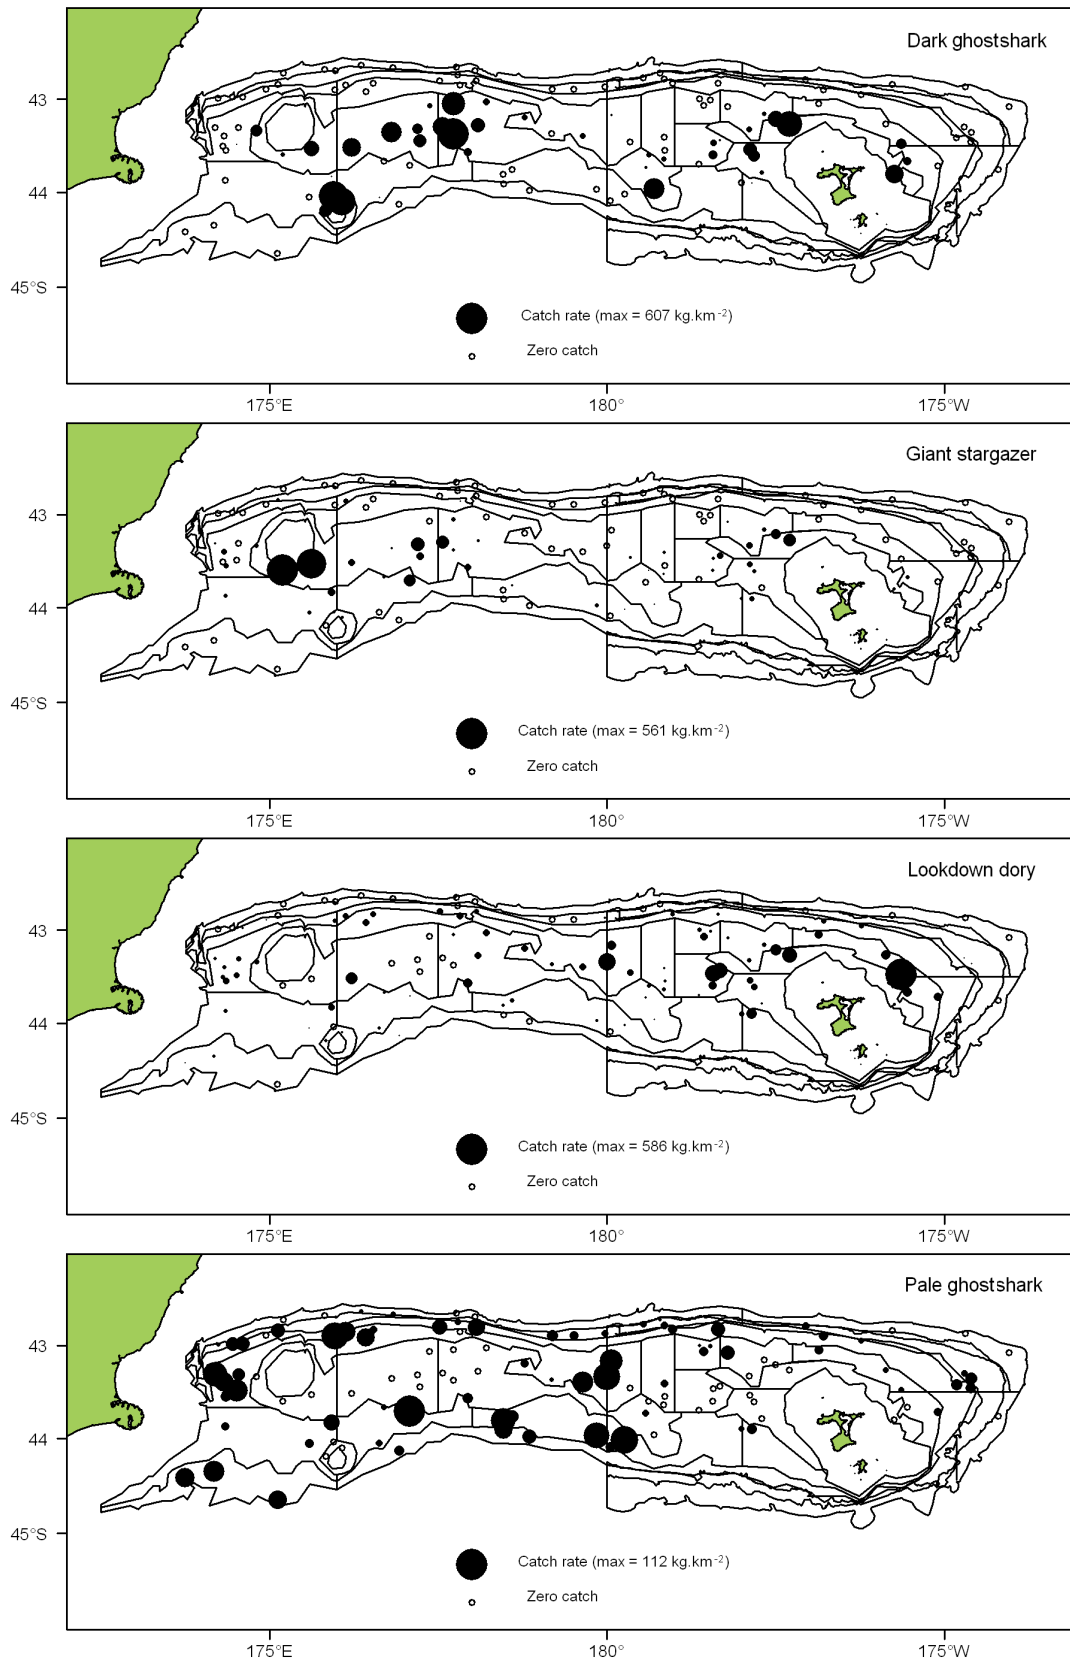 Dark ghostshark
43
44
45°S
Catch rate (max = 607 kg.km-2)
Zero catch
175°E 180° 175°W
Giant stargazer
43
44
45°S
Catch rate (max = 561 kg.km-2)
Zero catch
175°E 180° 175°W
Lookdown dory
43
44
45°S
Catch rate (max = 586 kg.km-2)
Zero catch
175°E 180° 175°W
Pale ghostshark
43
44
45°S
Catch rate (max = 112 kg.km-2)
Zero catch
175°E 180° 175°W